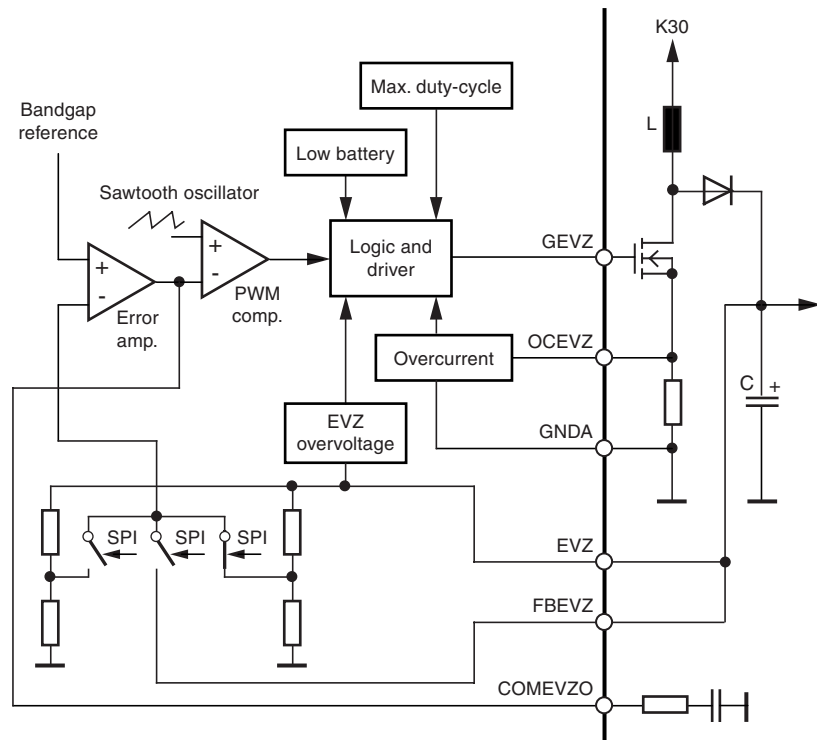 K30
Max. duty-cycle
Bandgap
reference
L
Low battery
Sawtooth oscillator
+
-
+
-
Logic and
driver
GEVZ
PWM
comp.
Error
amp.
OCEVZ
Overcurrent
C
+
EVZ
overvoltage
GNDA
SPI
SPI
SPI
EVZ
FBEVZ
COMEVZO